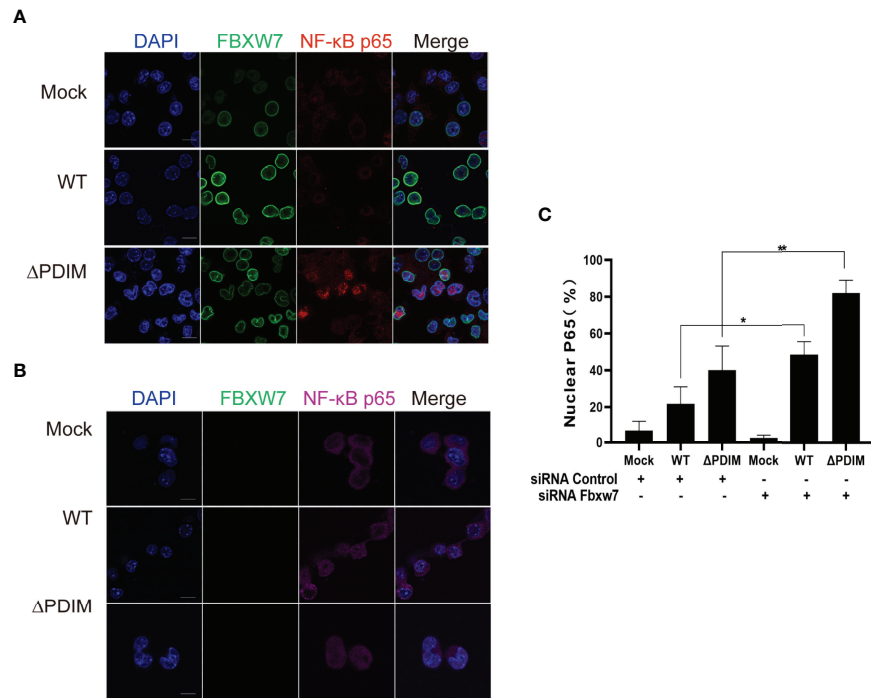 A
DAPI FBXW7 NF-κB p65 Merge
Mock
WT
ΔPDIM
B
DAPI FBXW7 NF-κB p65 Merge
Mock
WT
ΔPDIM
C
Nuclear P65 (%)
100
80
60
40
20
0
*
**
Mock WT ΔPDIM Mock WT ΔPDIM
siRNA Control + + + - - -
siRNA Fbxw7 - - - + + +